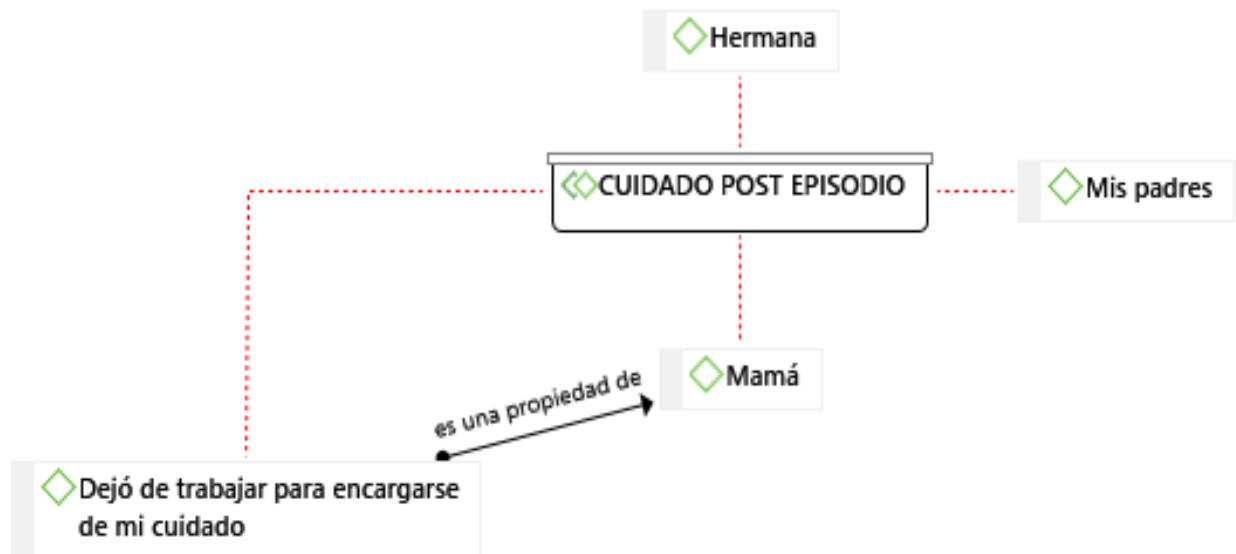 Hermana
CUIDADO POST EPISODIO
Mis padres
Mamá
es una propiedad de
Dejó de trabajar para encargarse
de mi cuidado